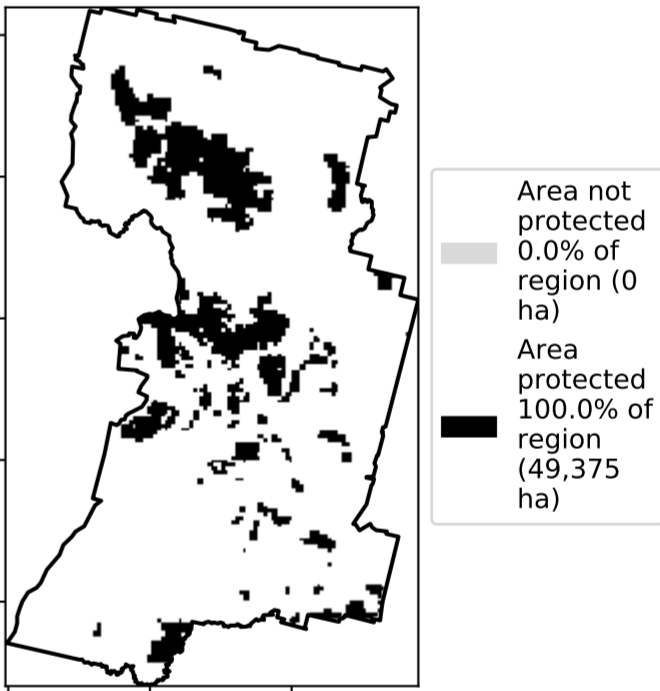 Area not
protected
0.0% of
region (0
ha)
Area
protected
100.0% of
region
(49,375
ha)